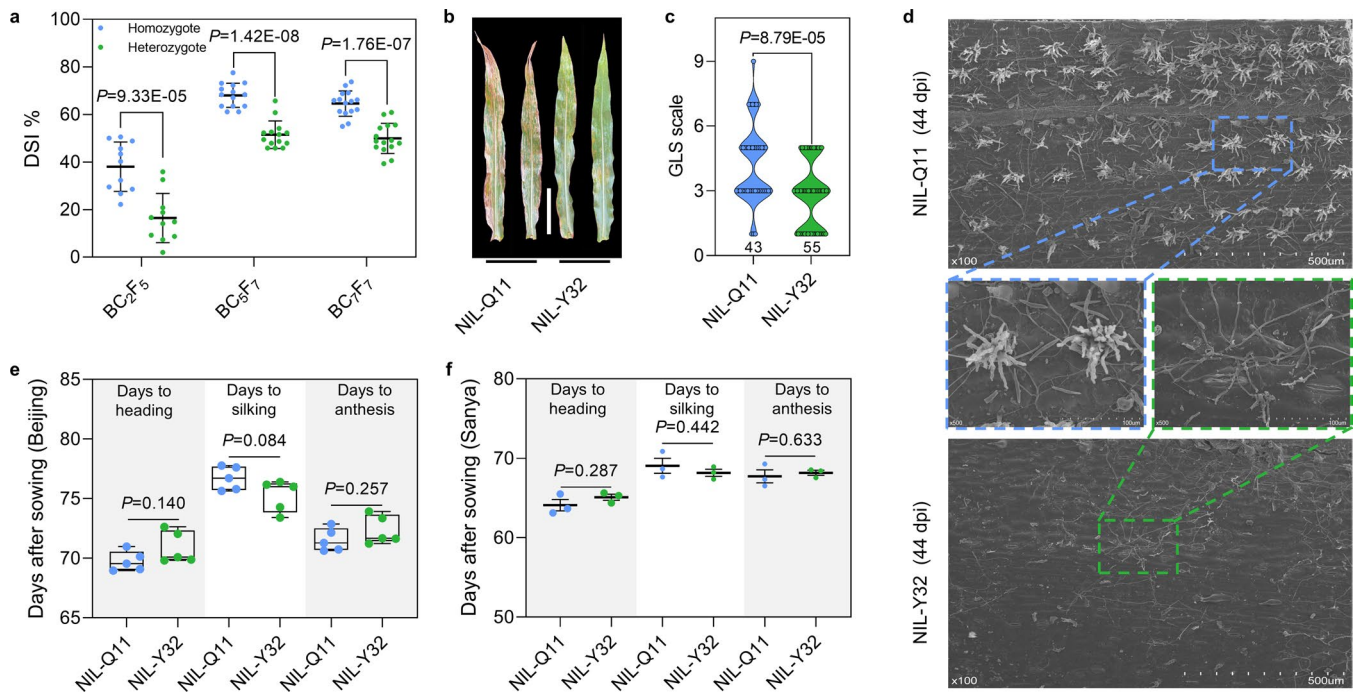 a
DSI %
100
80
60
40
20
0
Homozygote
Heterozygote
P=9.33E-05
P=1.42E-08
P=1.76E-07
BC2F5
BC5F7
BC7F7
b
NIL-Q11
NIL-Y32
c
GLS scale
9
6
3
0
P=8.79E-05
43
55
NIL-Q11
NIL-Y32
d
NIL-Q11 (44 dpi)
x100
500um
x500
100um
x500
100um
NIL-Y32 (44 dpi)
x100
500um
e
Days after sowing (Beijing)
85
80
75
70
65
Days to
heading
Days to
silking
Days to
anthesis
P=0.140
P=0.084
P=0.257
NIL-Q11
NIL-Y32
NIL-Q11
NIL-Y32
NIL-Q11
NIL-Y32
f
Days after sowing (Sanya)
80
70
60
50
Days to
heading
Days to
silking
Days to
anthesis
P=0.287
P=0.442
P=0.633
NIL-Q11
NIL-Y32
NIL-Q11
NIL-Y32
NIL-Q11
NIL-Y32